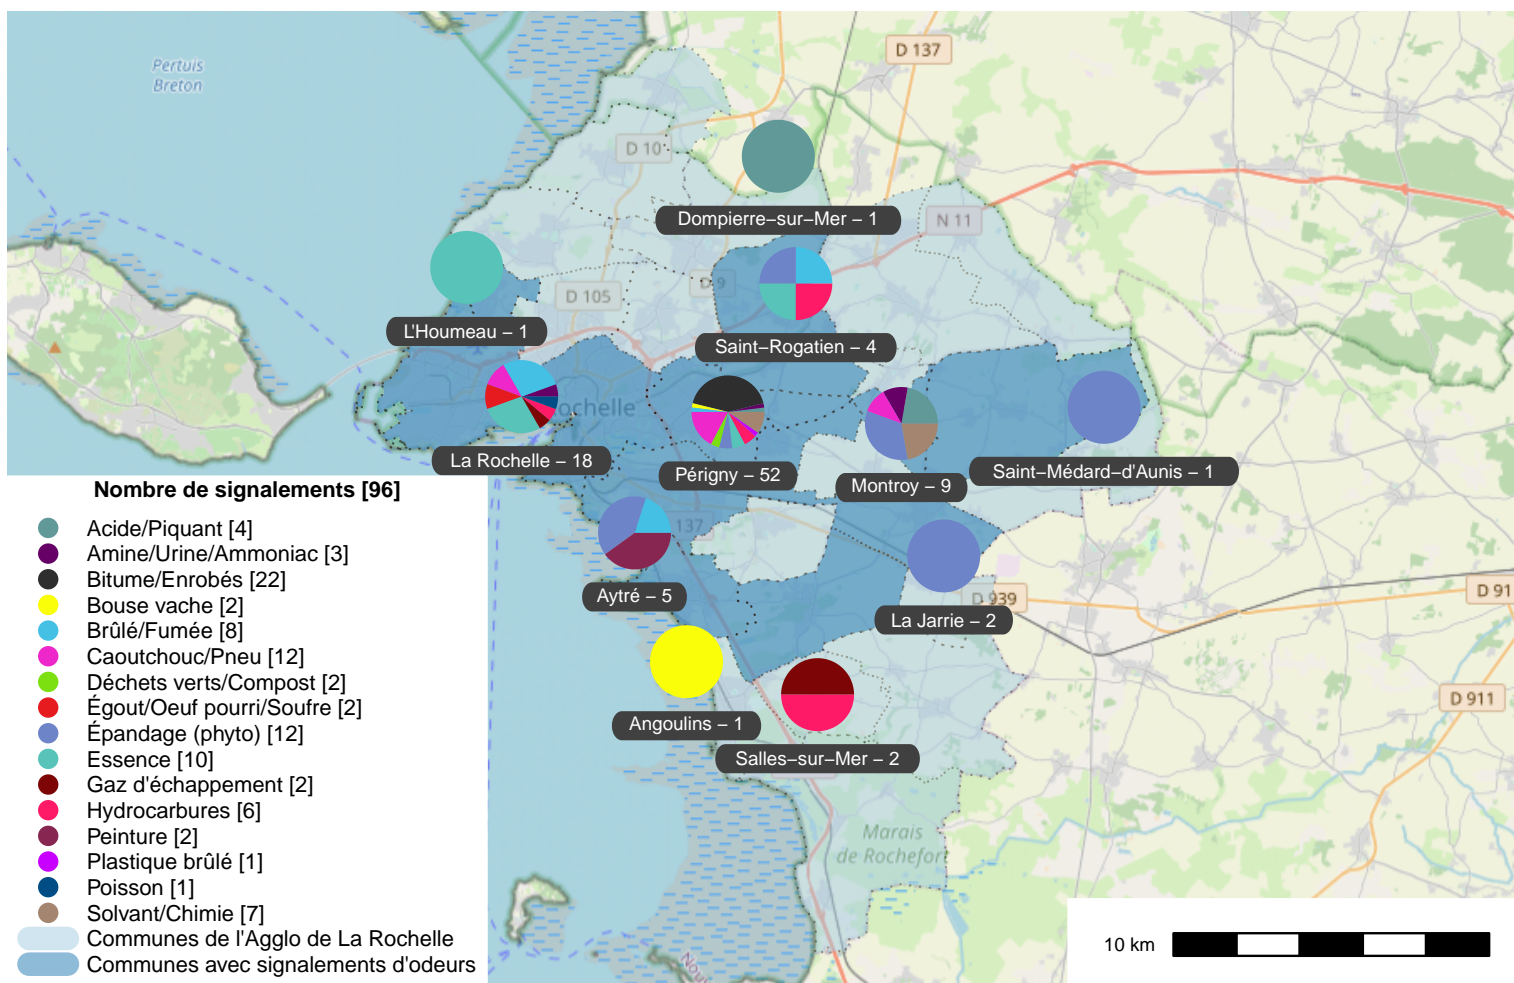 Pertuis
Breton
D 137
D 10
Dompierre–sur–Mer – 1
N 11
D 105
D 9
L'Houmeau – 1
Saint–Rogatien – 4
ochelle
La Rochelle – 18
Périgny – 52
Montroy – 9
Saint–Médard–d'Aunis – 1
137
Aytré – 5
La Jarrie – 2
D 939
D 91
D 911
Angoulins – 1
Salles–sur–Mer – 2
Marais
de Rochefort
Nou
Nombre de signalements [96]
Acide/Piquant [4]
Amine/Urine/Ammoniac [3]
Bitume/Enrobés [22]
Bouse vache [2]
Brûlé/Fumée [8]
Caoutchouc/Pneu [12]
Déchets verts/Compost [2]
Égout/Oeuf pourri/Soufre [2]
Épandage (phyto) [12]
Essence [10]
Gaz d'échappement [2]
Hydrocarbures [6]
Peinture [2]
Plastique brûlé [1]
Poisson [1]
Solvant/Chimie [7]
Communes de l'Agglo de La Rochelle
Communes avec signalements d'odeurs
10 km